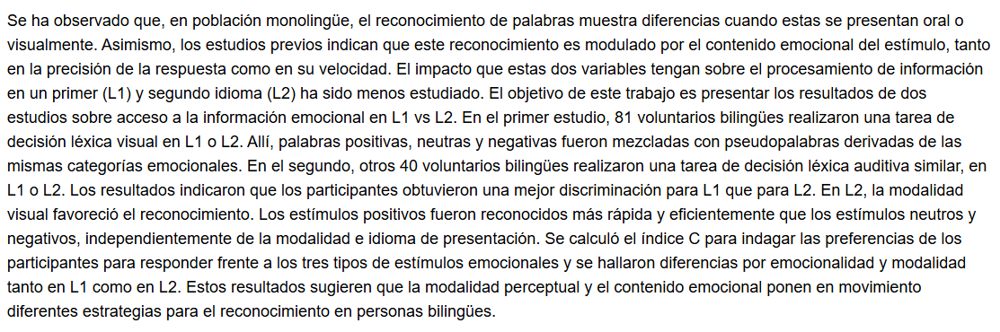 Se ha observado que, en población monolingüe, el reconocimiento de palabras muestra diferencias cuando estas se presentan oral o
visualmente. Asimismo, los estudios previos indican que este reconocimiento es modulado por el contenido emocional del estímulo, tanto
en la precisión de la respuesta como en su velocidad. El impacto que estas dos variables tengan sobre el procesamiento de información
en un primer (L1) y segundo idioma (L2) ha sido menos estudiado. El objetivo de este trabajo es presentar los resultados de dos
estudios sobre acceso a la información emocional en L1 vs L2. En el primer estudio, 81 voluntarios bilingües realizaron una tarea de
decisión léxica visual en L1 o L2. Allí, palabras positivas, neutras y negativas fueron mezcladas con pseudopalabras derivadas de las
mismas categorías emocionales. En el segundo, otros 40 voluntarios bilingües realizaron una tarea de decisión léxica auditiva similar, en
L1 o L2. Los resultados indicaron que los participantes obtuvieron una mejor discriminación para L1 que para L2. En L2, la modalidad
visual favoreció el reconocimiento. Los estímulos positivos fueron reconocidos más rápida y eficientemente que los estímulos neutros y
negativos, independientemente de la modalidad e idioma de presentación. Se calculó el índice C para indagar las preferencias de los
participantes para responder frente a los tres tipos de estímulos emocionales y se hallaron diferencias por emocionalidad y modalidad
tanto en L1 como en L2. Estos resultados sugieren que la modalidad perceptual y el contenido emocional ponen en movimiento
diferentes estrategias para el reconocimiento en personas bilingües.